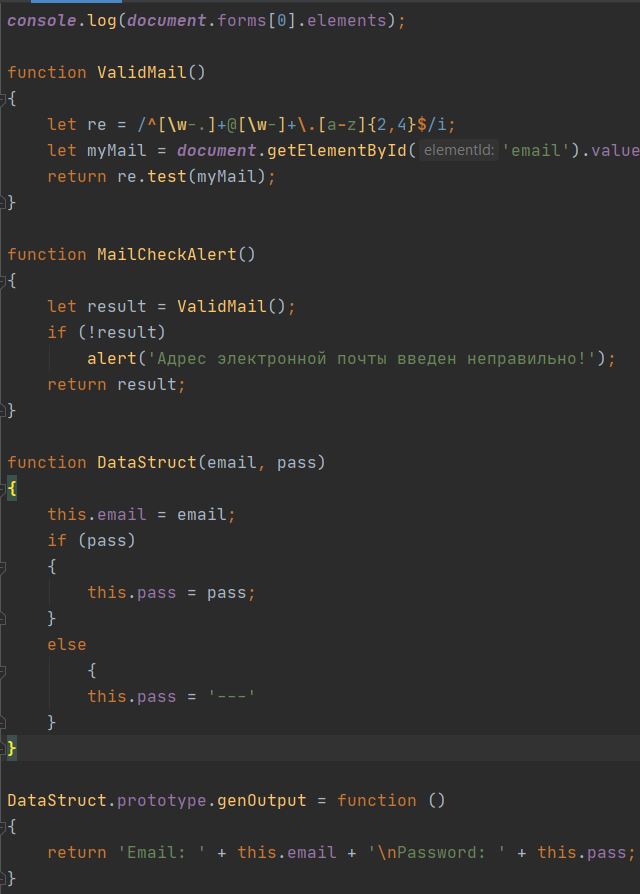 console.log(document.forms[0].elements);
function ValidMail()
{
let re = /^[\w-.]+@[\w-]+\.[a-z]{2,4}$/i;
let myMail = document.getElementById( elementId: 'email').value
return re.test(myMail);
}
function MailCheckAlert()
{
let result = ValidMail();
if (!result)
alert('Адрес электронной почты введен неправильно!');
return result;
}
function DataStruct(email, pass)
{
this.email = email;
if (pass)
{
this.pass = pass;
}
else
{
this.pass = '---'
}
}
DataStruct.prototype.genOutput = function ()
{
return 'Email: ' + this.email + '\nPassword: ' + this.pass;
}